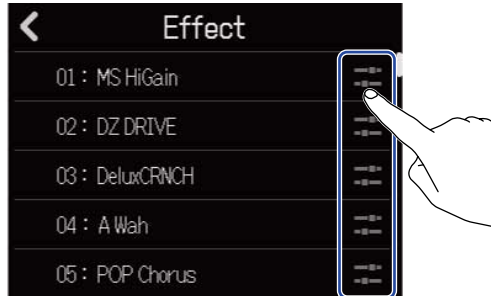 Effect
01 : MS HiGain
02 : DZ DRIVE
03 : DeluxCRNCH
04 : A Wah
05 : POP Chorus